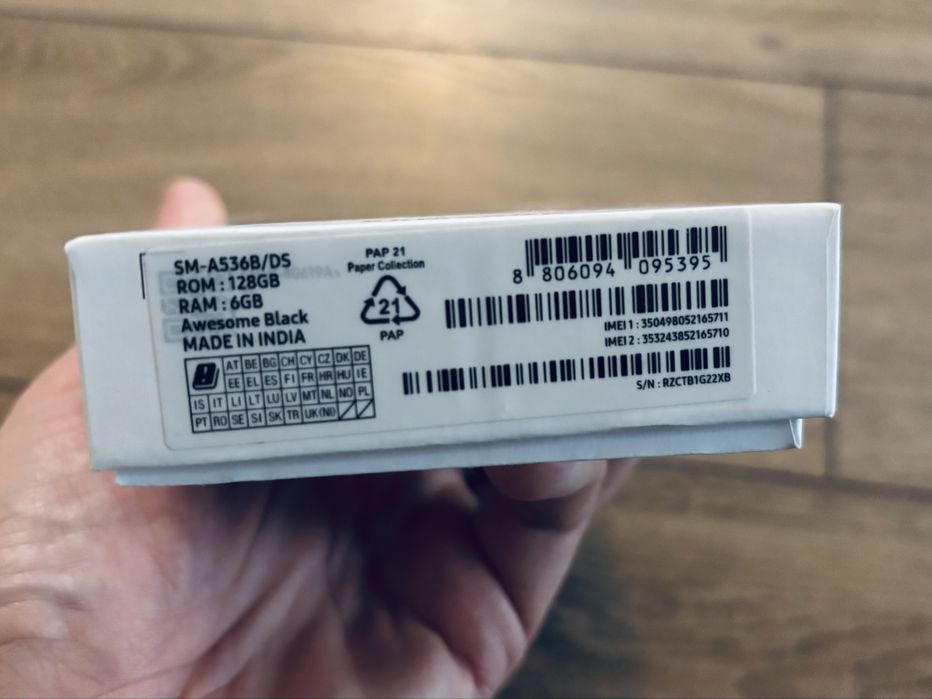 SM-A536B/DS
ROM : 128GB
RAM : 6GB
Awesome Black
MADE IN INDIA
AT BE BG CH CY CZ DK DE
EE EL ES FI FR HR HU IE
IS IT LI LT LU LV MT NL NO PL
PT RO SE SI SK TR UK(NI)
PAP 21
Paper Collection
21
PAP
8 806094 095395
IMEI 1 : 350498052165711
IMEI 2 : 353243852165710
S/N : RZCTB1G22XB